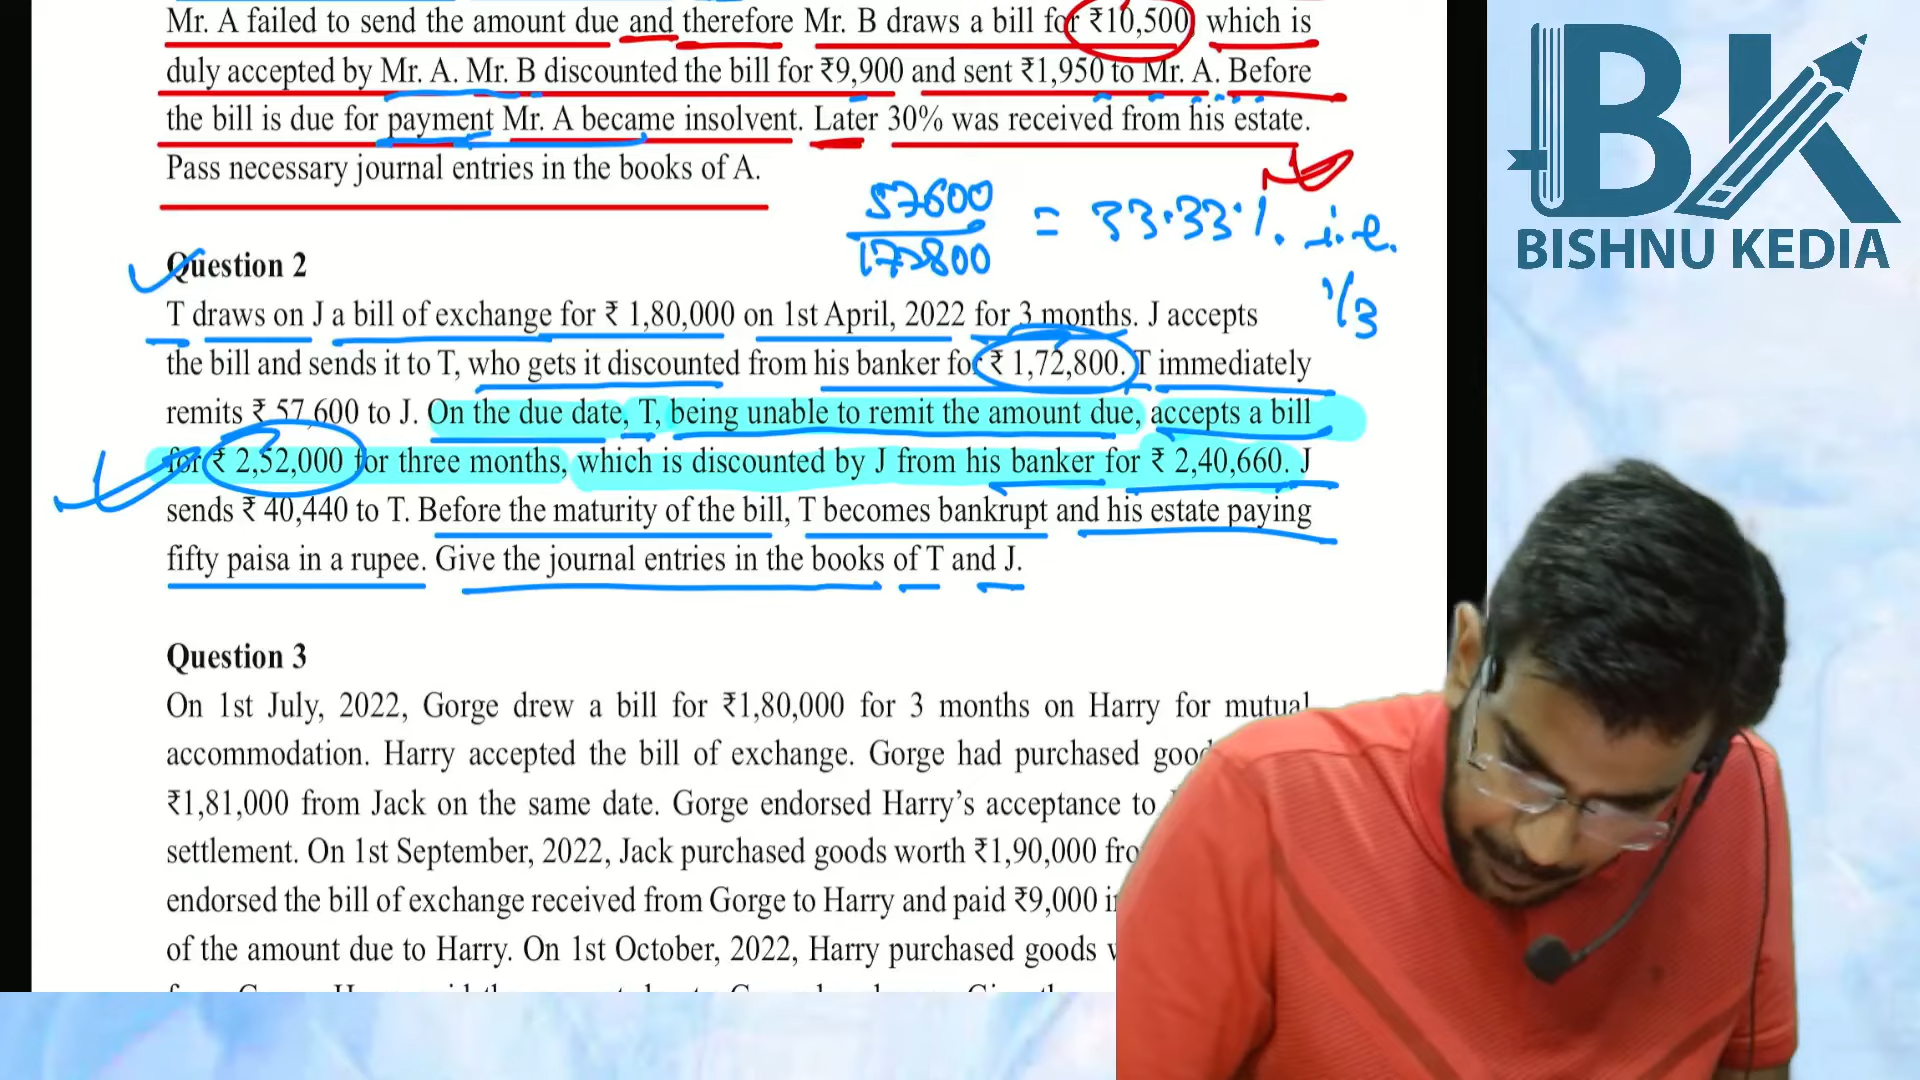 Mr. A failed to send the amount due and therefore Mr. B draws a bill for ₹10,500, which is
duly accepted by Mr. A. Mr. B discounted the bill for ₹9,900 and sent ₹1,950 to Mr. A. Before
the bill is due for payment Mr. A became insolvent. Later 30% was received from his estate.
Pass necessary journal entries in the books of A.
57600
172800
= 33.33%. i.e.
1/3
Question 2
T draws on J a bill of exchange for ₹ 1,80,000 on 1st April, 2022 for 3 months. J accepts
the bill and sends it to T, who gets it discounted from his banker for ₹ 1,72,800. T immediately
remits ₹ 57,600 to J. On the due date, T, being unable to remit the amount due, accepts a bill
for ₹ 2,52,000 for three months, which is discounted by J from his banker for ₹ 2,40,660. J
sends ₹ 40,440 to T. Before the maturity of the bill, T becomes bankrupt and his estate paying
fifty paisa in a rupee. Give the journal entries in the books of T and J.
Question 3
On 1st July, 2022, Gorge drew a bill for ₹1,80,000 for 3 months on Harry for mutual
accommodation. Harry accepted the bill of exchange. Gorge had purchased
₹1,81,000 from Jack on the same date. Gorge endorsed Harry's acceptance to
settlement. On 1st September, 2022, Jack purchased goods worth ₹1,90,000
endorsed the bill of exchange received from Gorge to Harry and paid ₹9,000
of the amount due to Harry. On 1st October, 2022, Harry purchased goods
BK
BISHNU KEDIA